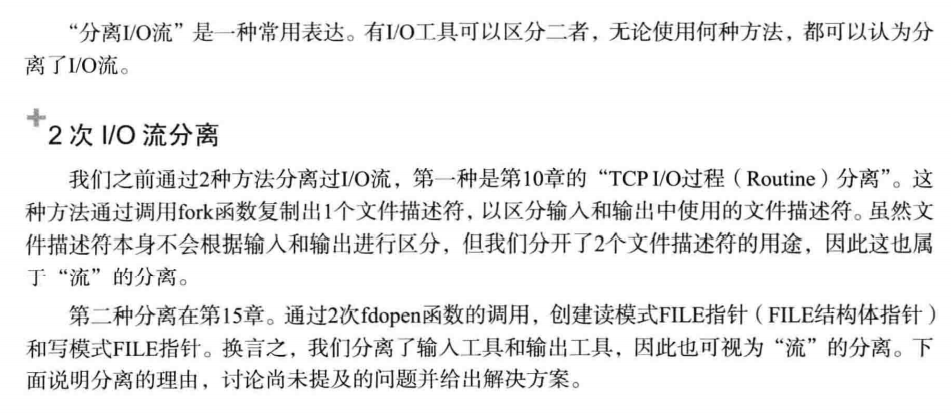 “分离I/O流”是一种常用表达。有I/O工具可以区分二者，无论使用何种方法，都可以认为分
离了I/O流。
2 次 I/O 流分离
我们之前通过2种方法分离过I/O流，第一种是第10章的“TCP I/O过程（Routine）分离”。这
种方法通过调用fork函数复制出1个文件描述符，以区分输入和输出中使用的文件描述符。虽然文
件描述符本身不会根据输入和输出进行区分，但我们分开了2个文件描述符的用途，因此这也属
于“流”的分离。
第二种分离在第15章。通过2次fdopen函数的调用，创建读模式FILE指针（FILE结构体指针）
和写模式FILE指针。换言之，我们分离了输入工具和输出工具，因此也可视为“流”的分离。下
面说明分离的理由，讨论尚未提及的问题并给出解决方案。